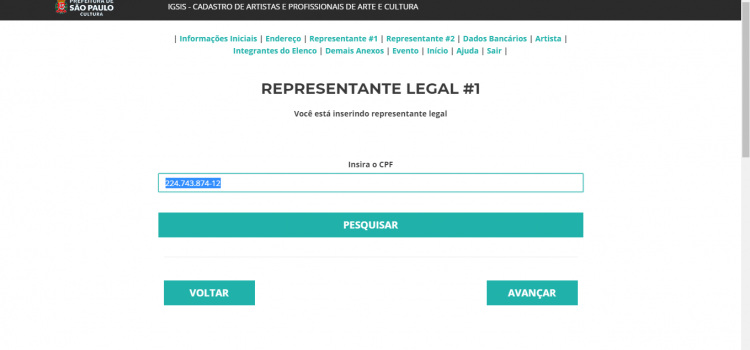 PREFEITURA DE
SÃO PAULO
CULTURA
IGSIS - CADASTRO DE ARTISTAS E PROFISSIONAIS DE ARTE E CULTURA
| Informações Iniciais | Endereço | Representante #1 | Representante #2 | Dados Bancários | Artista |
Integrantes do Elenco | Demais Anexos | Evento | Início | Ajuda | Sair |
REPRESENTANTE LEGAL #1
Você está inserindo representante legal
Insira o CPF
224.743.874-12
PESQUISAR
VOLTAR
AVANÇAR